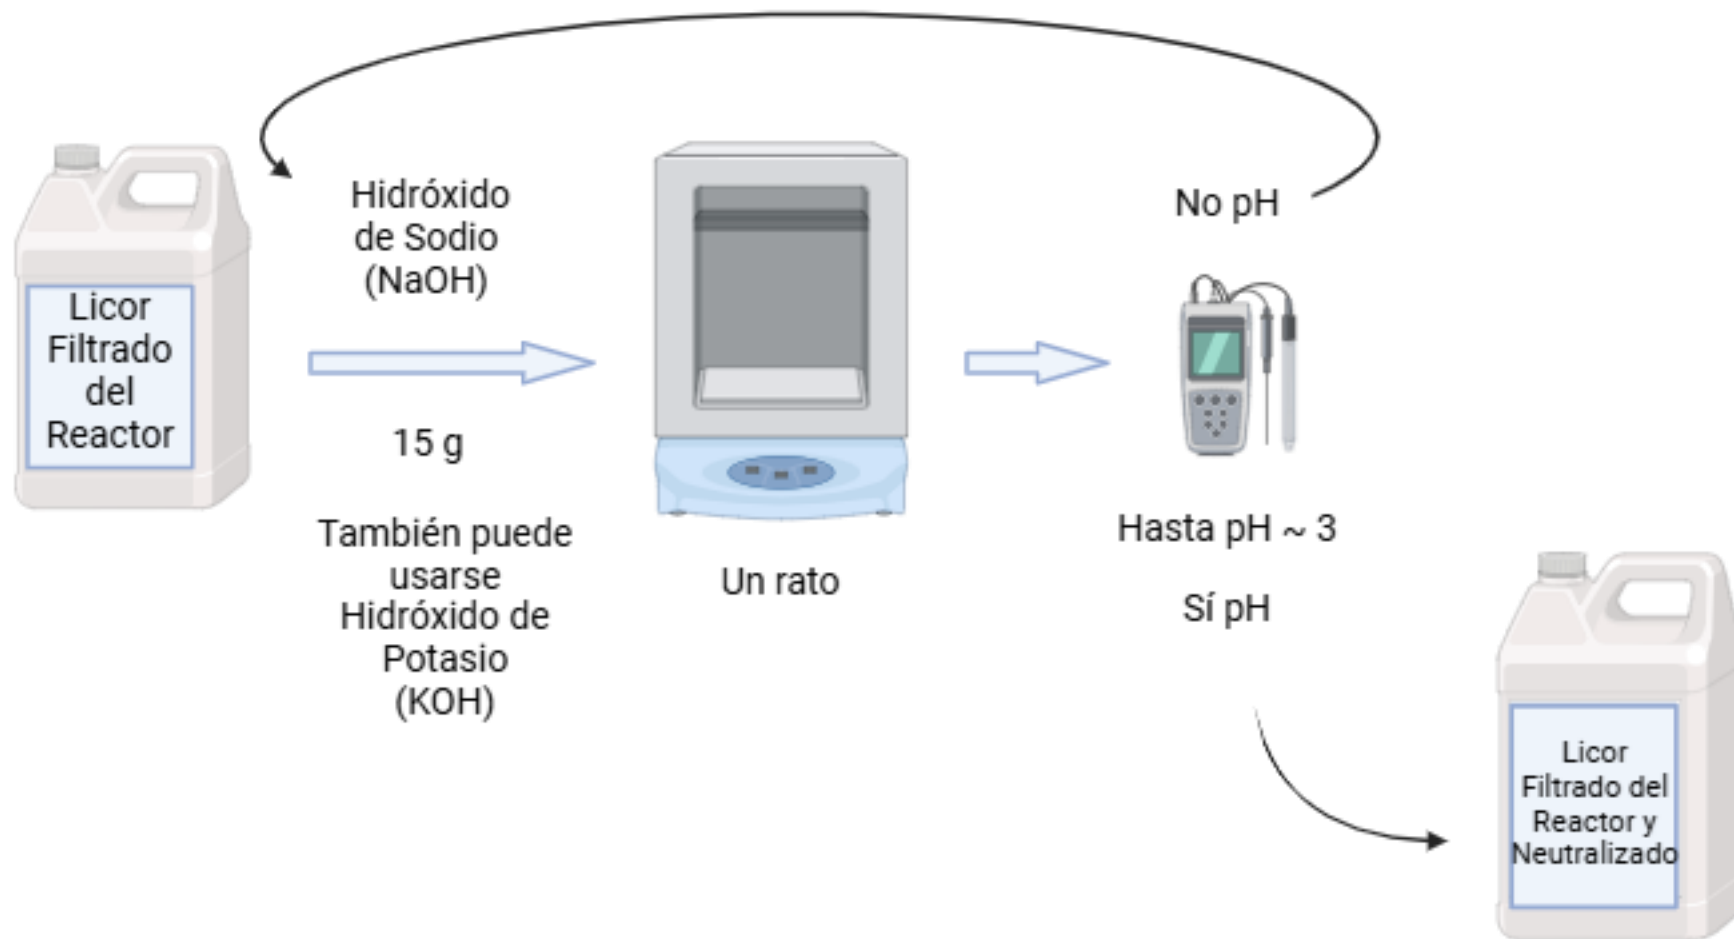 Licor
Filtrado
del
Reactor
Hidróxido
de Sodio
(NaOH)
15 g
También puede
usarse
Hidróxido de
Potasio
(KOH)
Un rato
No pH
Hasta pH ~ 3
Sí pH
Licor
Filtrado del
Reactor y
Neutralizado